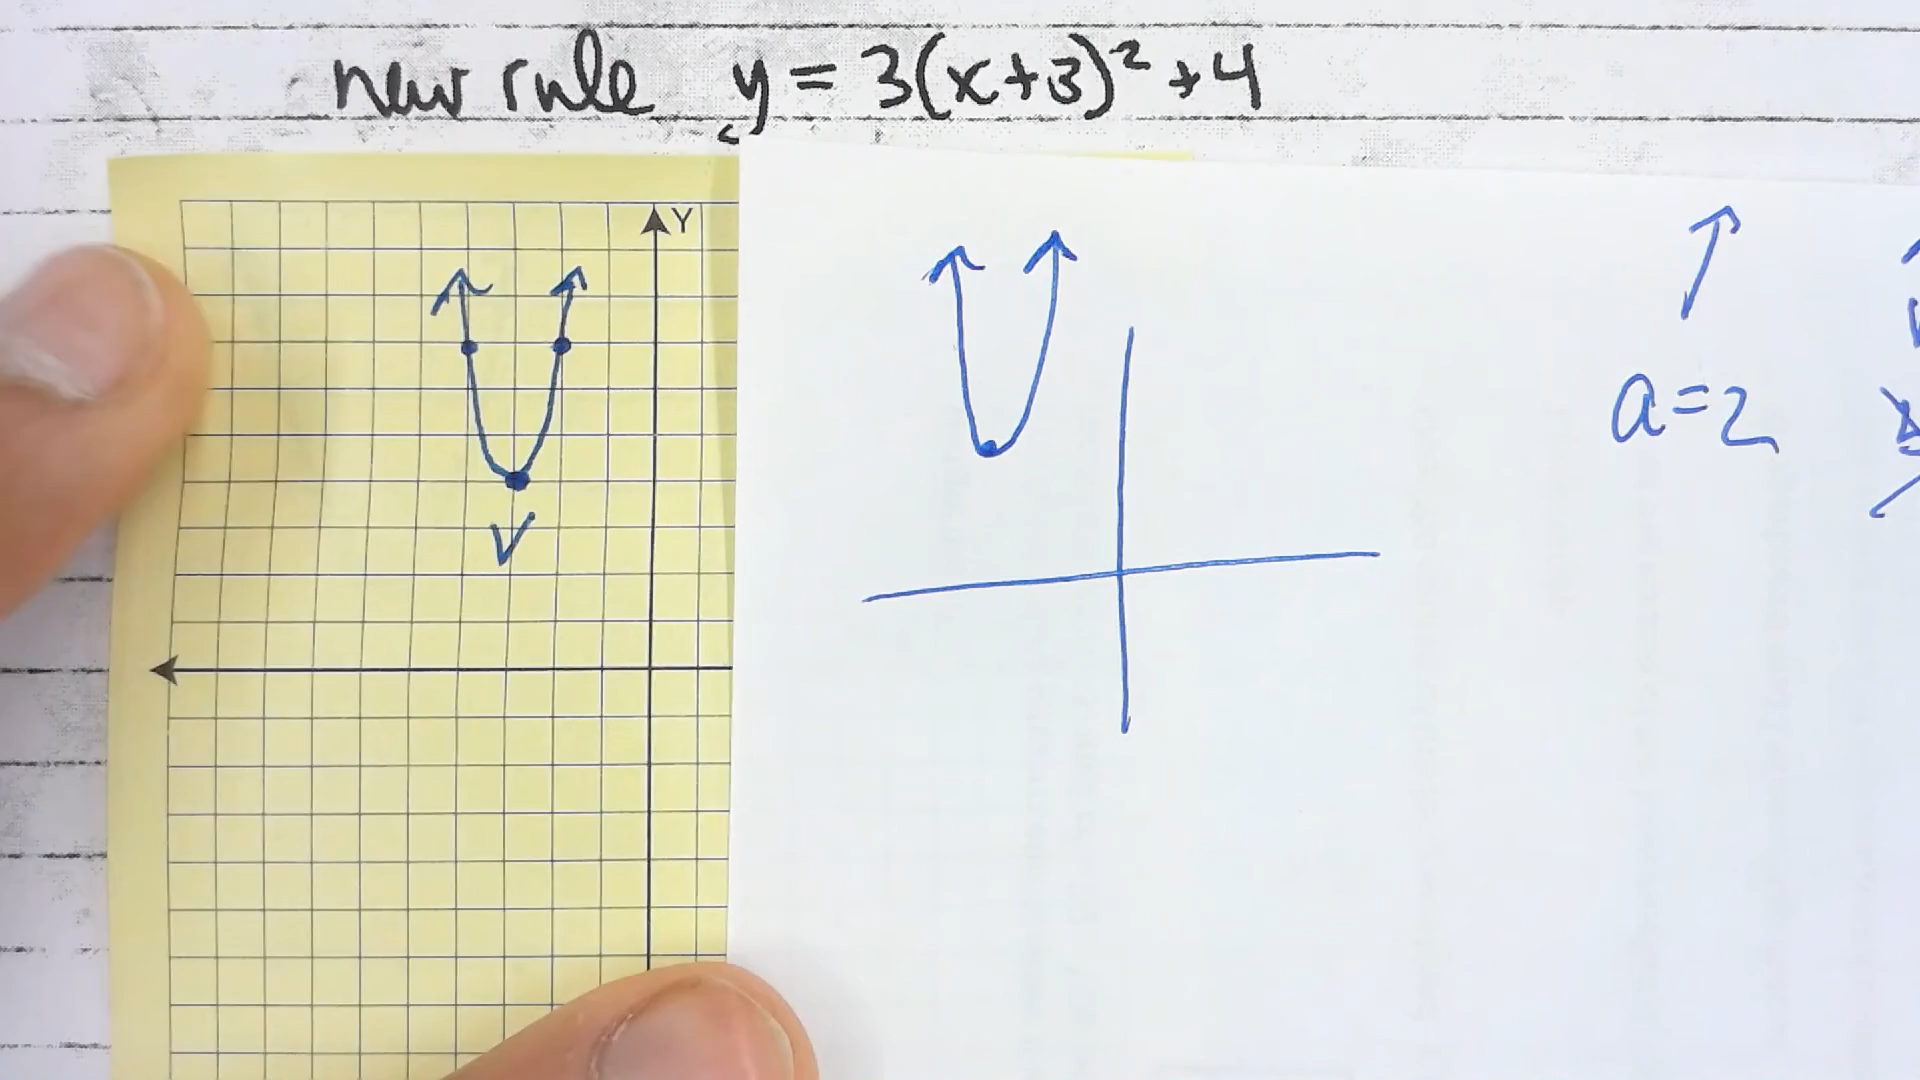 new rule y = 3(x+3)² + 4
Y
V
a=2